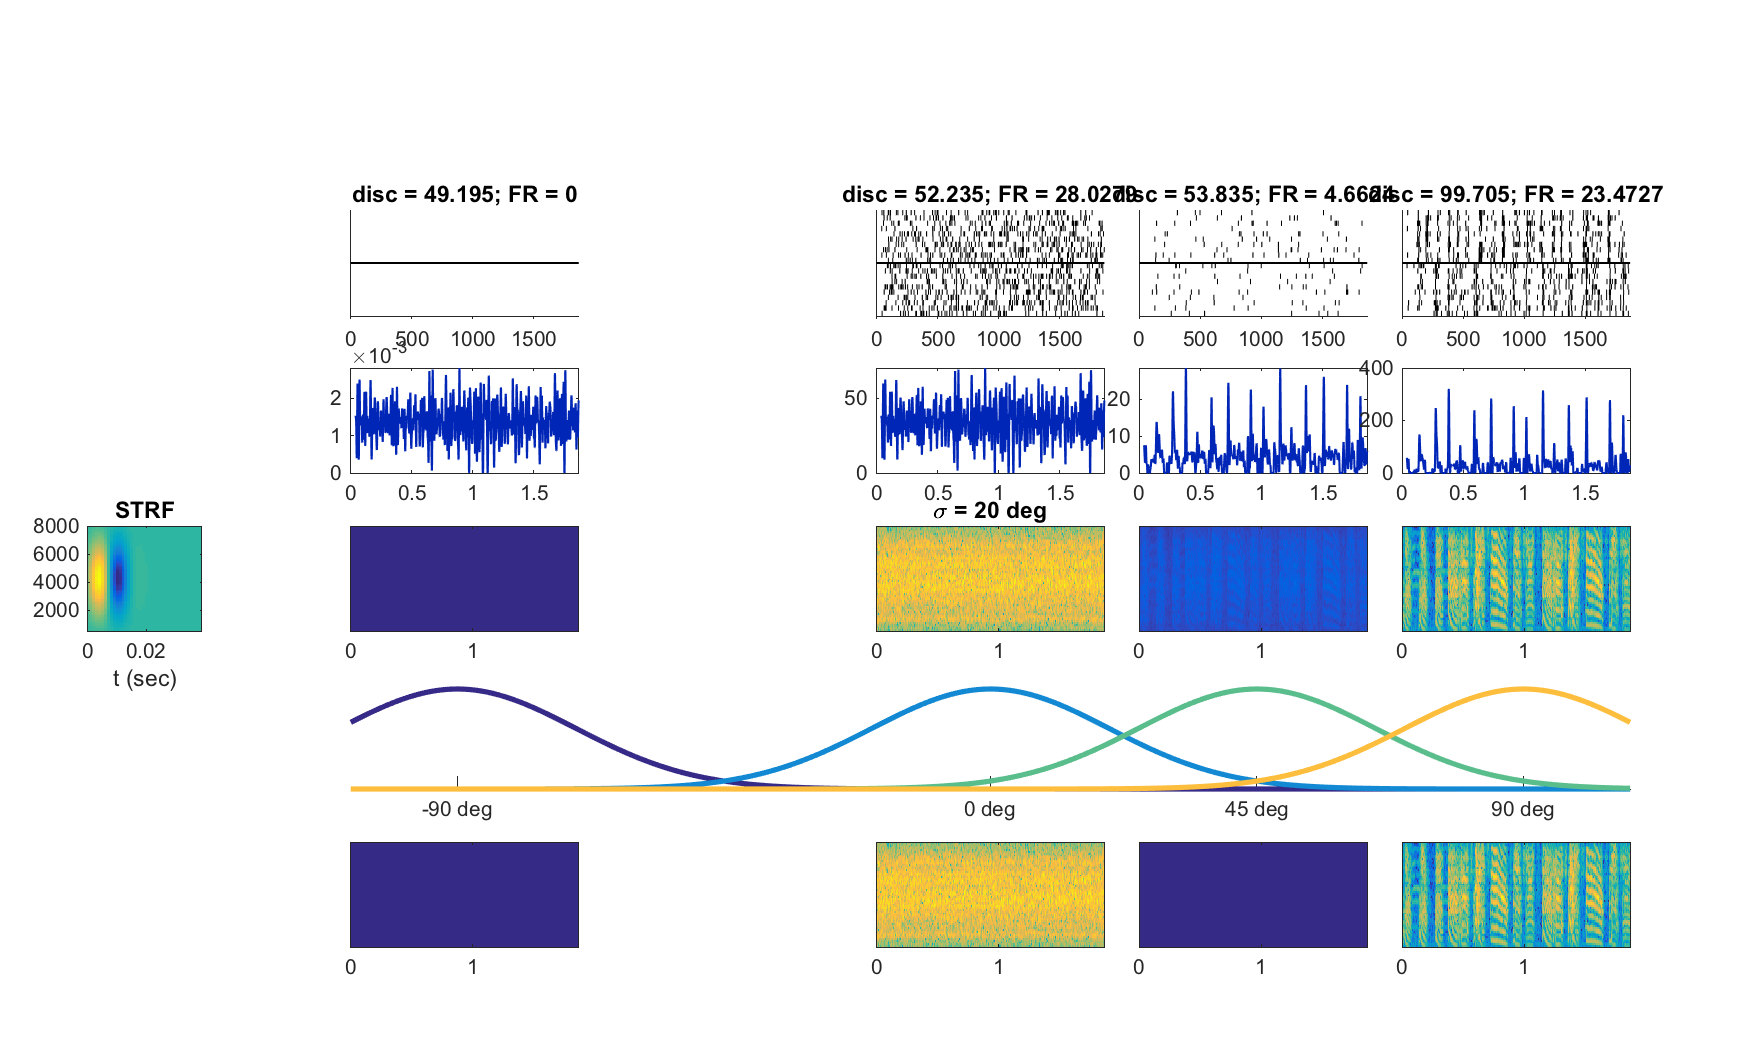 disc = 49.195; FR = 0
disc = 52.235; FR = 28.0279
disc = 53.835; FR = 4.6624
disc = 99.705; FR = 23.4727
0 500 1000 1500
0 500 1000 1500
0 500 1000 1500
0 500 1000 1500
×10-3
2
1
0
0 0.5 1 1.5
50
0
0 0.5 1 1.5
20
10
0
0 0.5 1 1.5
400
200
0
0 0.5 1 1.5
STRF
8000
6000
4000
2000
0 0.02
t (sec)
σ = 20 deg
0 1
0 1
0 1
0 1
-90 deg
0 deg
45 deg
90 deg
0 1
0 1
0 1
0 1